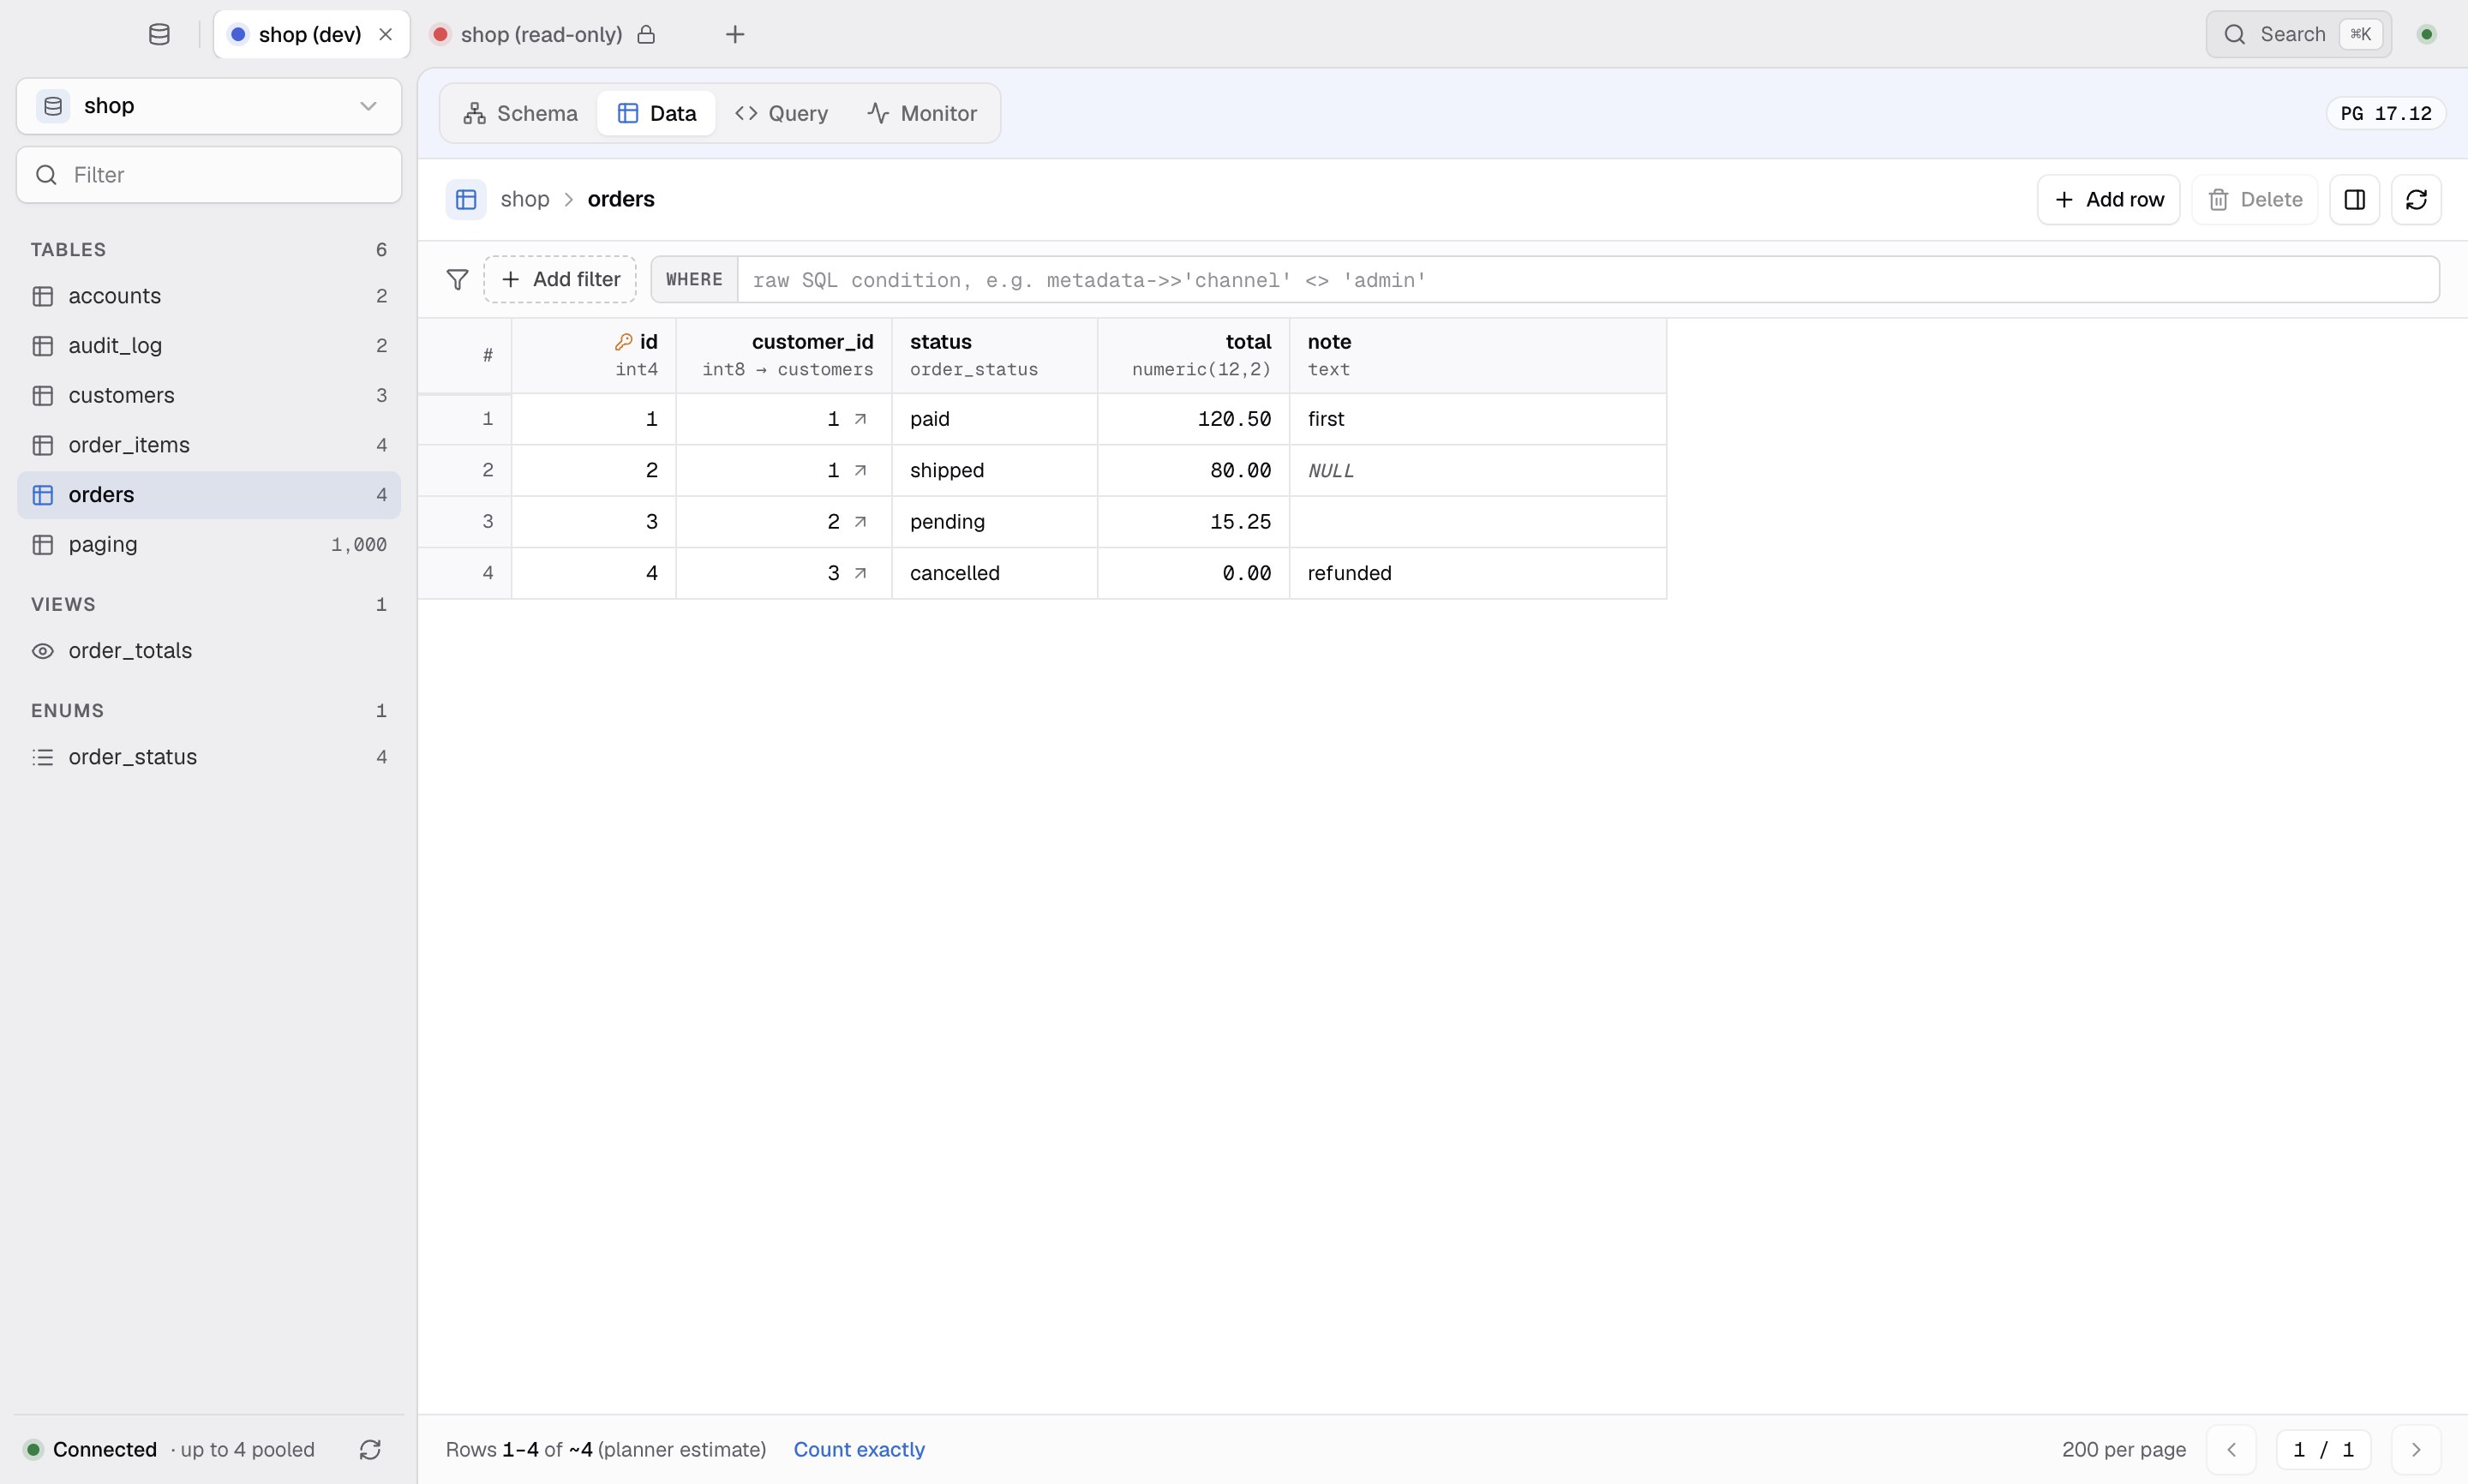 shop (dev)
shop (read-only)
Search ⌘K
shop
Schema Data Query Monitor
PG 17.12
Filter
shop > orders
Add row Delete
TABLES 6
accounts 2
audit_log 2
customers 3
order_items 4
orders 4
paging 1,000
VIEWS 1
order_totals
ENUMS 1
order_status 4
Add filter
WHERE raw SQL condition, e.g. metadata->>'channel' <> 'admin'
# id customer_id status total note
int4 int8 → customers order_status numeric(12,2) text
1 1 1 paid 120.50 first
2 2 1 shipped 80.00 NULL
3 3 2 pending 15.25
4 4 3 cancelled 0.00 refunded
Connected · up to 4 pooled
Rows 1–4 of ~4 (planner estimate) Count exactly
200 per page 1 / 1